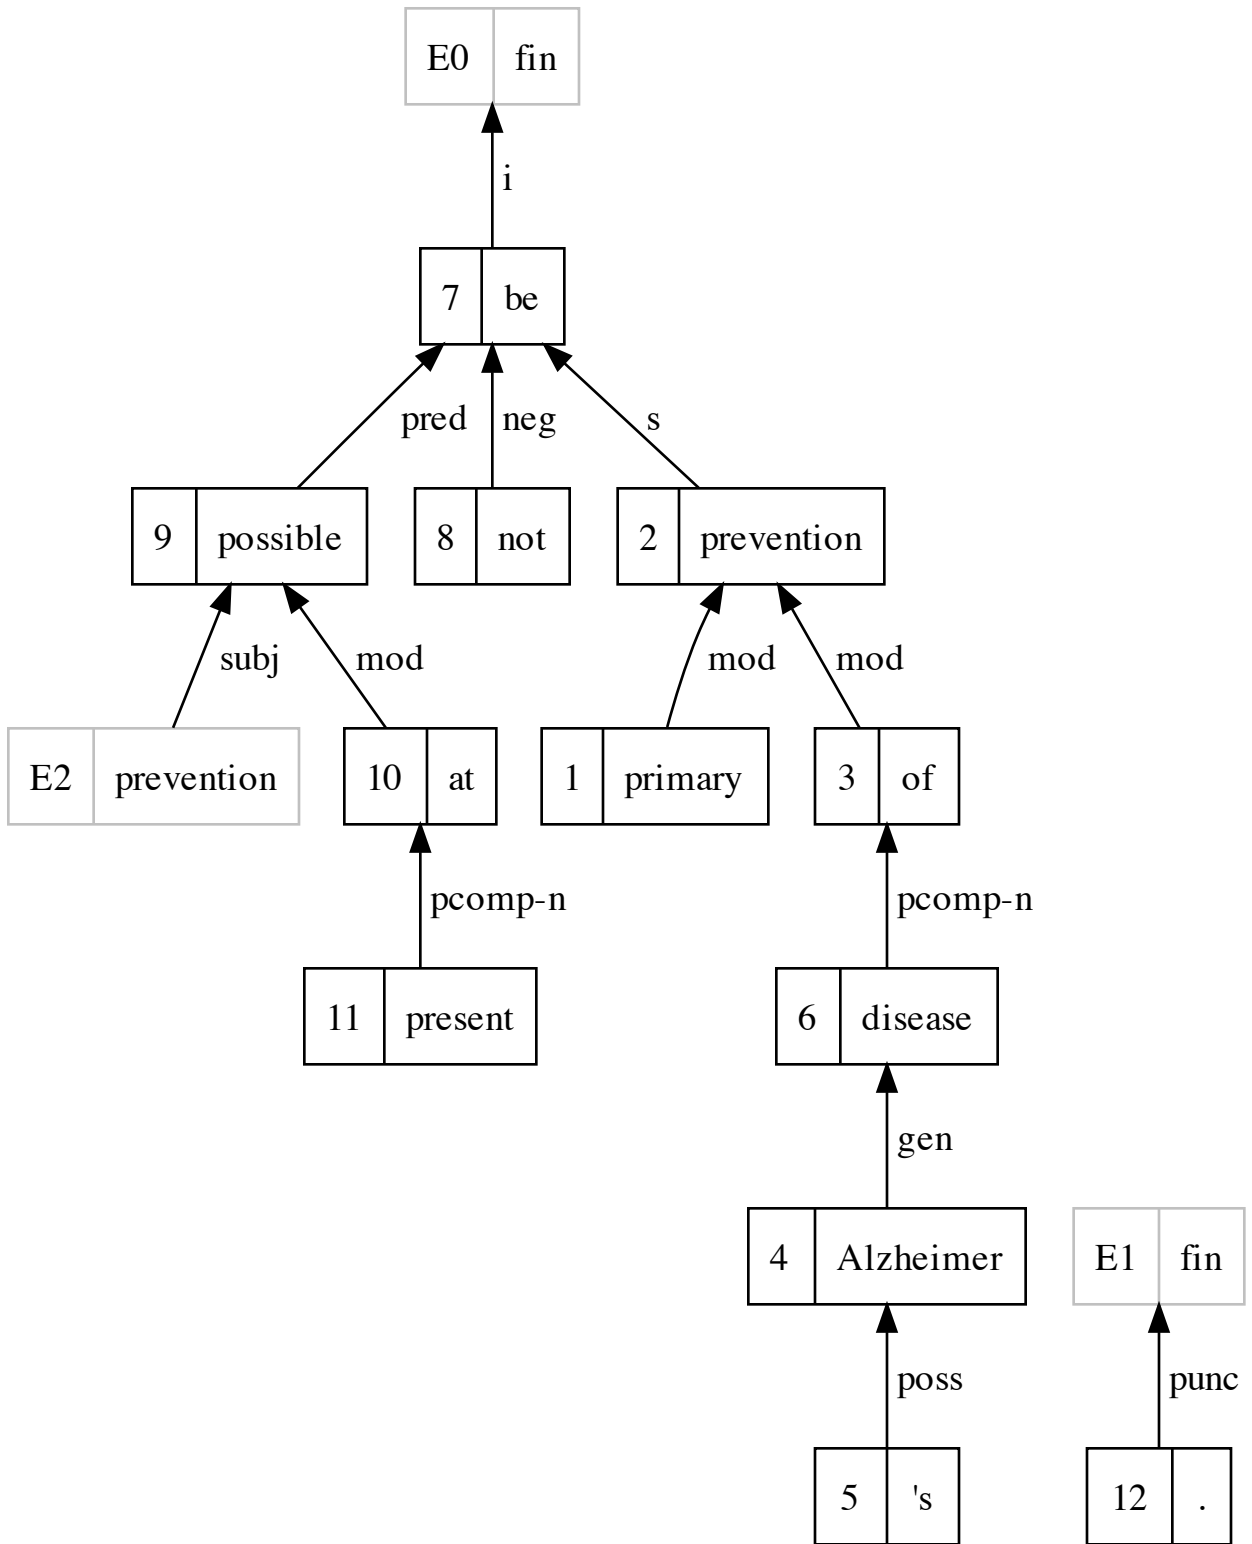 E0 fin
i
7 be
pred neg s
9 possible 8 not 2 prevention
subj mod mod mod
E2 prevention 10 at 1 primary 3 of
pcomp-n pcomp-n
11 present 6 disease
gen
4 Alzheimer E1 fin
poss punc
5 's 12 .